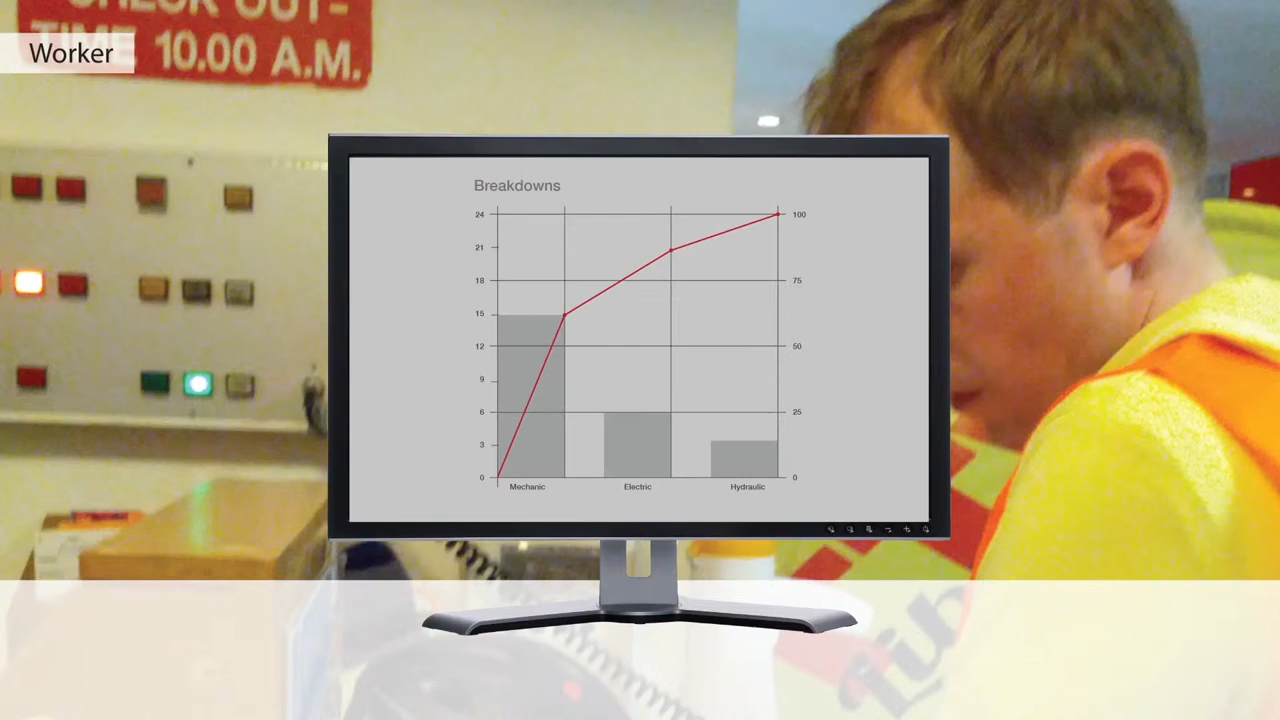 CHECK OUT-
TIME 10.00 A.M.
Worker
Breakdowns
24
21
18
15
12
9
6
3
0
100
75
50
25
0
Mechanic
Electric
Hydraulic